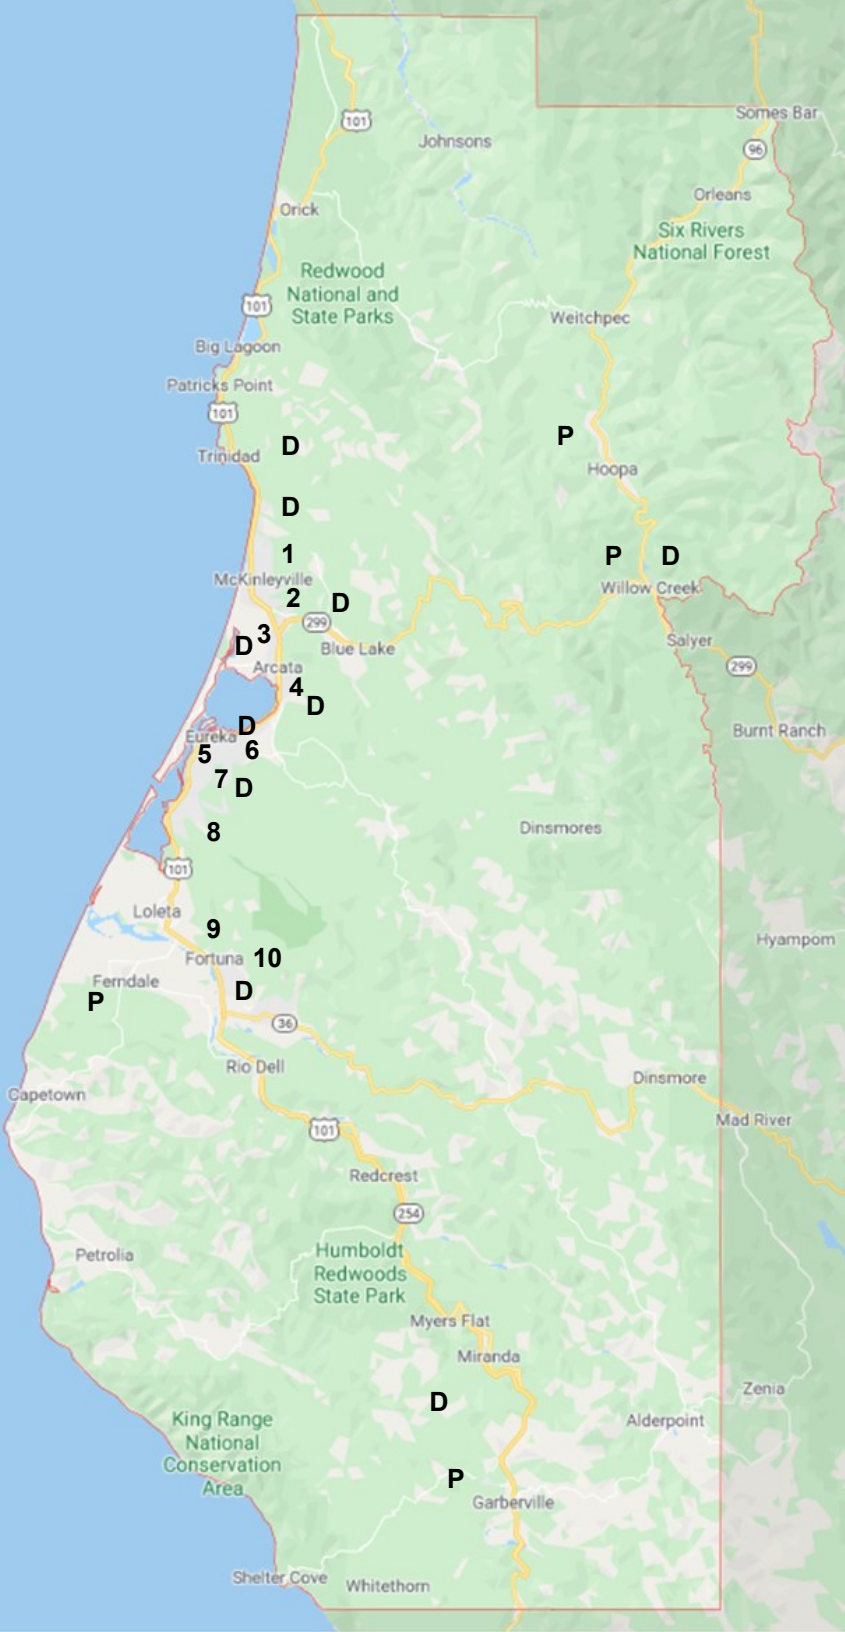 101
Somes Bar
Johnsons
96
Orleans
Orick
Six Rivers
National Forest
Redwood
National and
State Parks
101
Weitchpec
Big Lagoon
Patricks Point
101
P
D
Trinidad
Hoopa
D
1
P D
McKinleyville
Willow Creek
2 D
299
3
D
Blue Lake
Salyer
Arcata
299
4
D
D
Eureka
Burnt Ranch
5 6
7
D
8
Dinsmores
101
Loleta
9
Hyampom
Fortuna 10
Ferndale
D
P
36
Rio Dell
Dinsmore
Capetown
Mad River
101
Redcrest
254
Petrolia
Humboldt
Redwoods
State Park
Myers Flat
Miranda
Zenia
D
King Range
National
Conservation
Area
Alderpoint
P
Garberville
Shelter Cove
Whitethorn